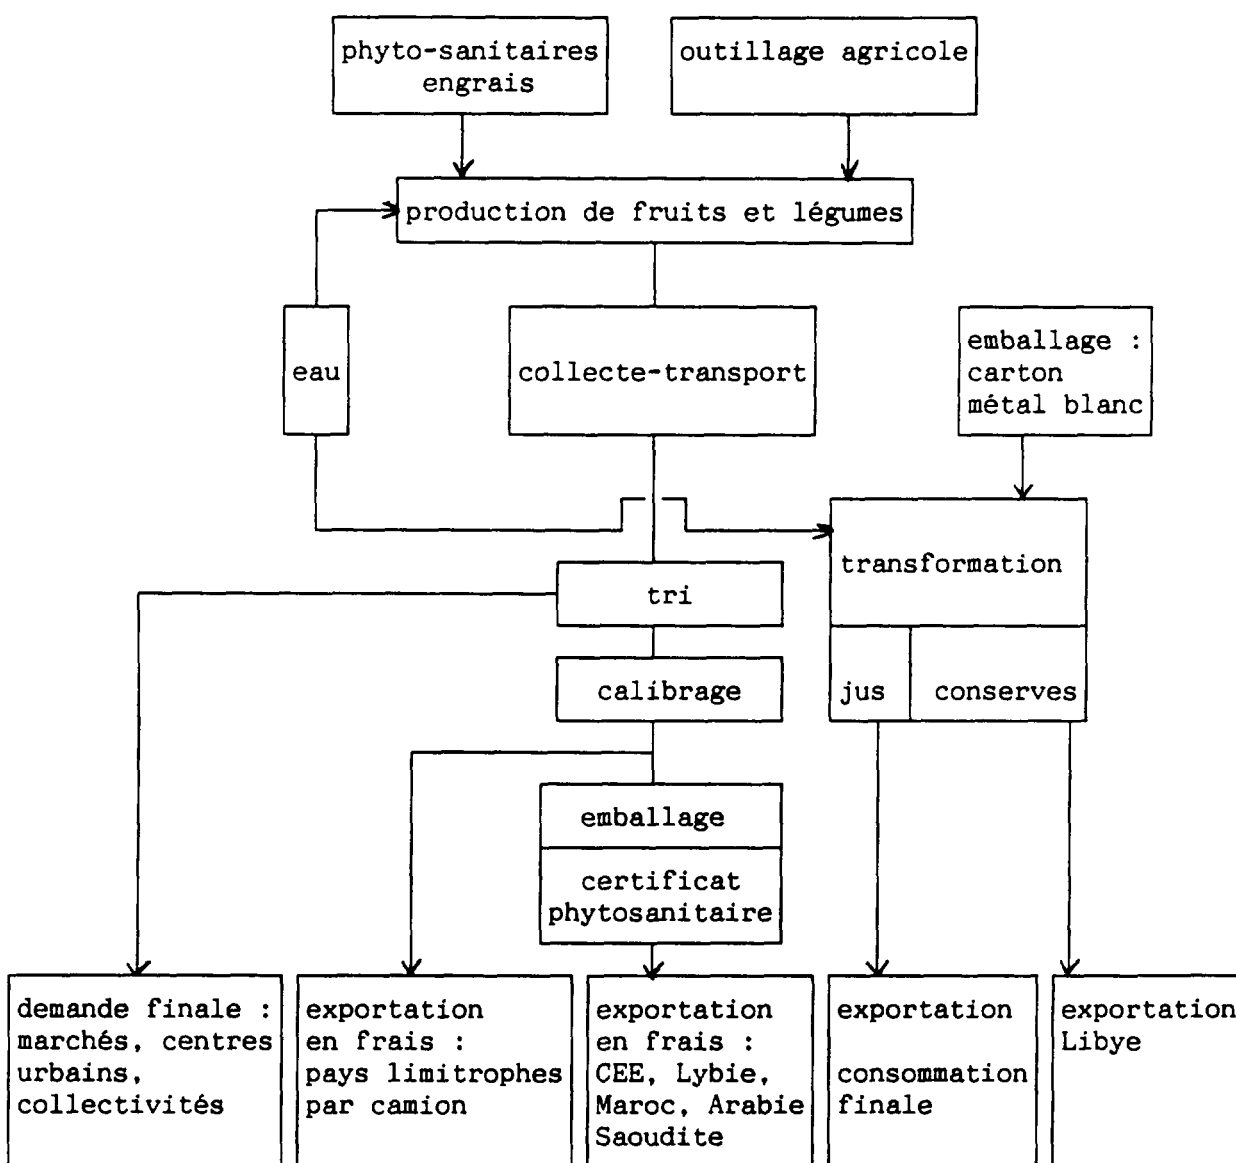 phyto-sanitaires
engrais
outillage agricole
production de fruits et légumes
eau
collecte-transport
emballage :
carton
métal blanc
transformation
tri
jus
conserves
calibrage
emballage
certificat
phytosanitaire
demande finale :
marchés, centres
urbains,
collectivités
exportation
en frais :
pays limitrophes
par camion
exportation
en frais :
CEE, Lybie,
Maroc, Arabie
Saoudite
exportation
consommation
finale
exportation
Libye